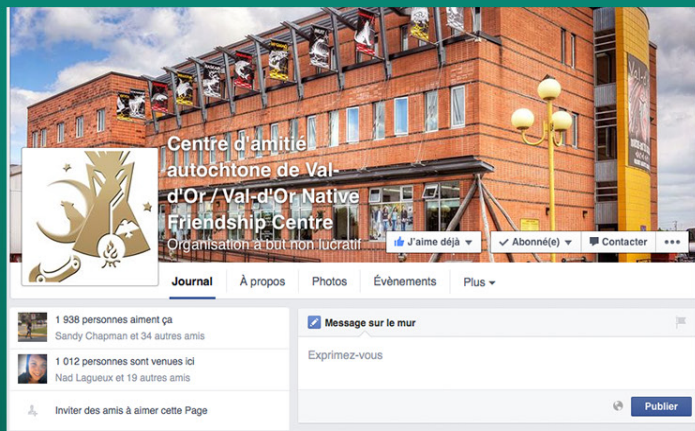 Centre d'amitié
autochtone de Val-
d'Or / Val-d'Or Native
Friendship Centre
Organisation à but non lucratif
J'aime déjà
Abonné(e)
Contacter
Journal
À propos
Photos
Évènements
Plus
1 938 personnes aiment ça
Sandy Chapman et 34 autres amis
1 012 personnes sont venues ici
Nad Lagueux et 19 autres amis
Inviter des amis à aimer cette Page
Message sur le mur
Exprimez-vous
Publier